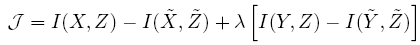 𝒥 = I(X, Z) − I(X̃, Z̃) + λ [ I(Y, Z) − I(Ỹ, Z̃) ]